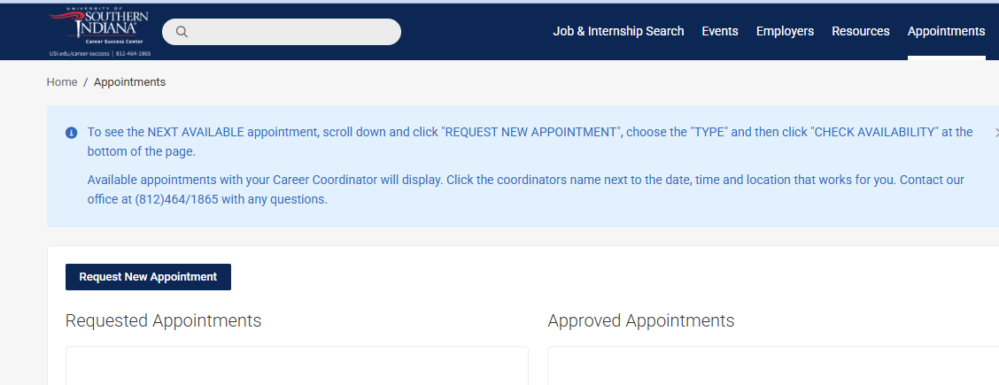 UNIVERSITY OF
SOUTHERN
INDIANA
Career Success Center
USI.edu/career-success | 812-464-1865
Job & Internship Search Events Employers Resources Appointments
Home / Appointments
To see the NEXT AVAILABLE appointment, scroll down and click "REQUEST NEW APPOINTMENT", choose the "TYPE" and then click "CHECK AVAILABILITY" at the
bottom of the page.
Available appointments with your Career Coordinator will display. Click the coordinators name next to the date, time and location that works for you. Contact our
office at (812)464/1865 with any questions.
Request New Appointment
Requested Appointments Approved Appointments